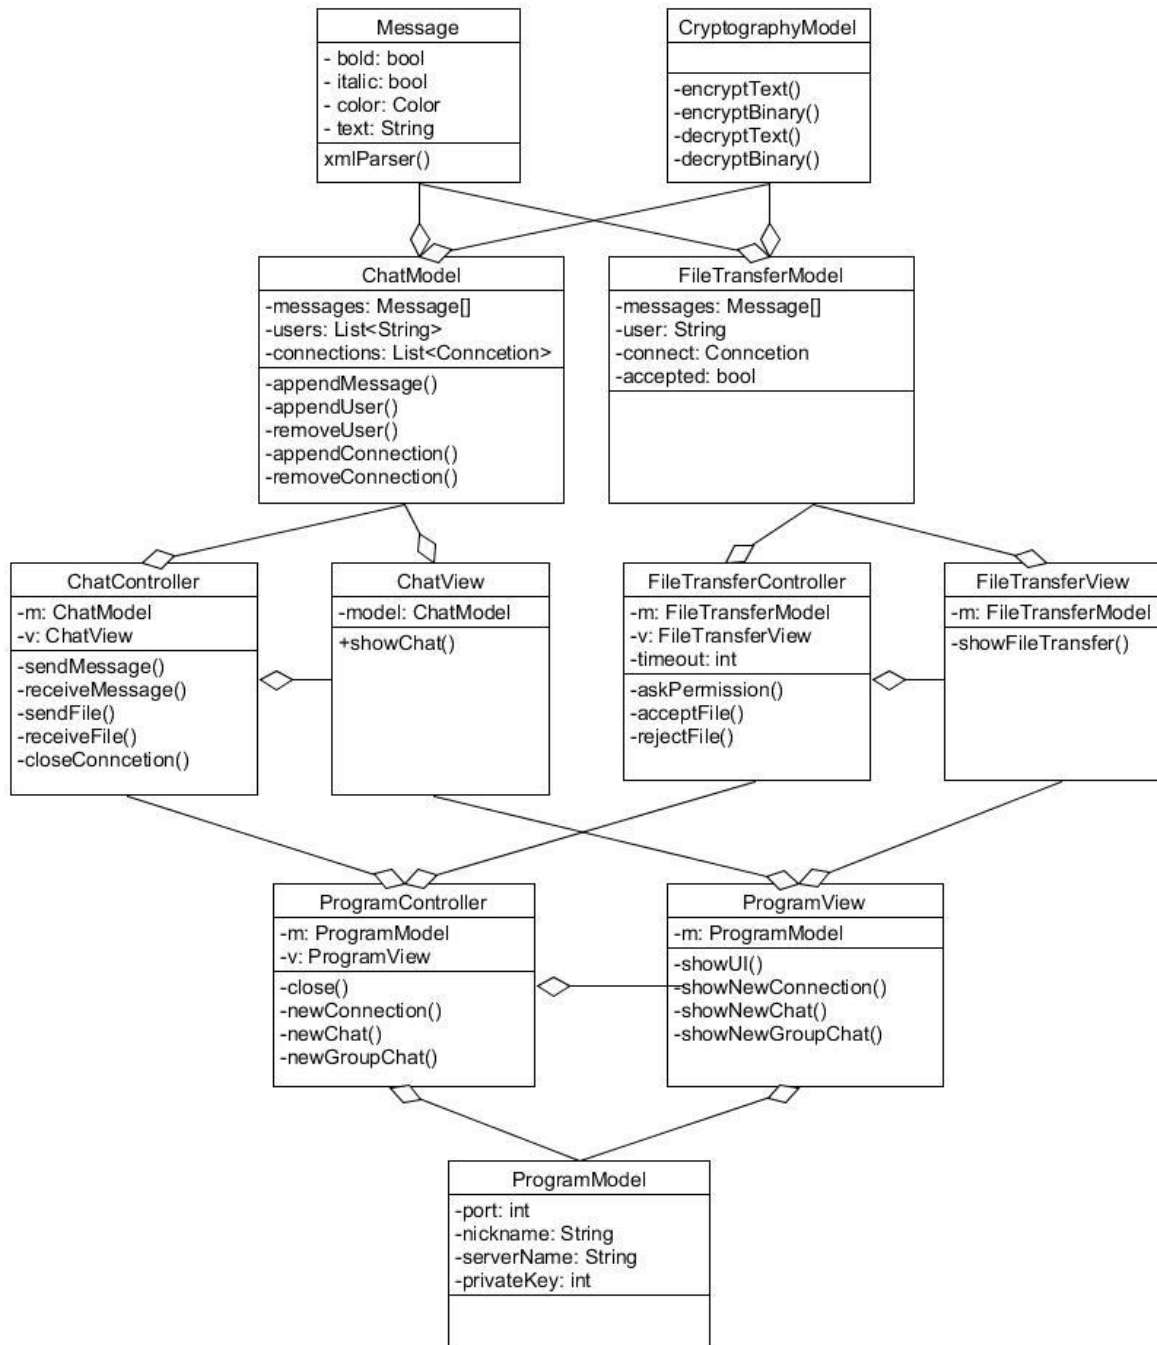 Message
- bold: bool
- italic: bool
- color: Color
- text: String
xmlParser()
CryptographyModel
-encryptText()
-encryptBinary()
-decryptText()
-decryptBinary()
ChatModel
-messages: Message[]
-users: List<String>
-connections: List<Conncetion>
-appendMessage()
-appendUser()
-removeUser()
-appendConnection()
-removeConnection()
FileTransferModel
-messages: Message[]
-user: String
-connect: Conncetion
-accepted: bool
ChatController
-m: ChatModel
-v: ChatView
-sendMessage()
-receiveMessage()
-sendFile()
-receiveFile()
-closeConncetion()
ChatView
-model: ChatModel
+showChat()
FileTransferController
-m: FileTransferModel
-v: FileTransferView
-timeout: int
-askPermission()
-acceptFile()
-rejectFile()
FileTransferView
-m: FileTransferModel
-showFileTransfer()
ProgramController
-m: ProgramModel
-v: ProgramView
-close()
-newConnection()
-newChat()
-newGroupChat()
ProgramView
-m: ProgramModel
-showUI()
-showNewConnection()
-showNewChat()
-showNewGroupChat()
ProgramModel
-port: int
-nickname: String
-serverName: String
-privateKey: int